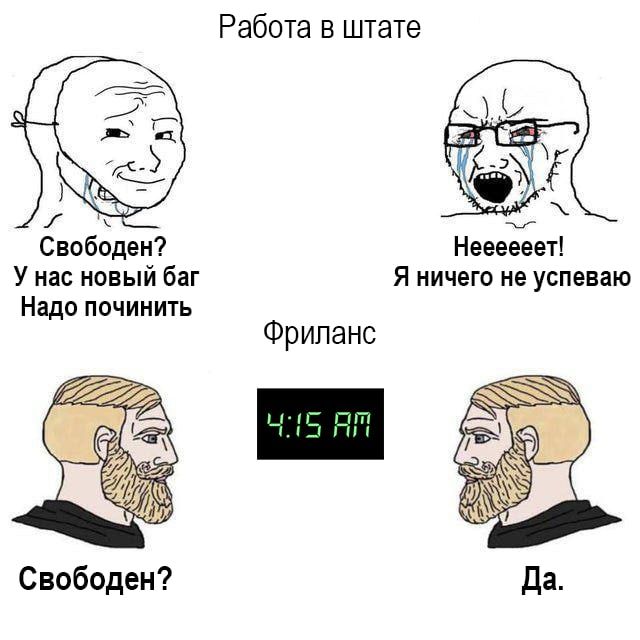 Работа в штате
Свободен?
У нас новый баг
Надо починить
Неееееет!
Я ничего не успеваю
Фриланс
4:15 AM
Свободен?
Да.